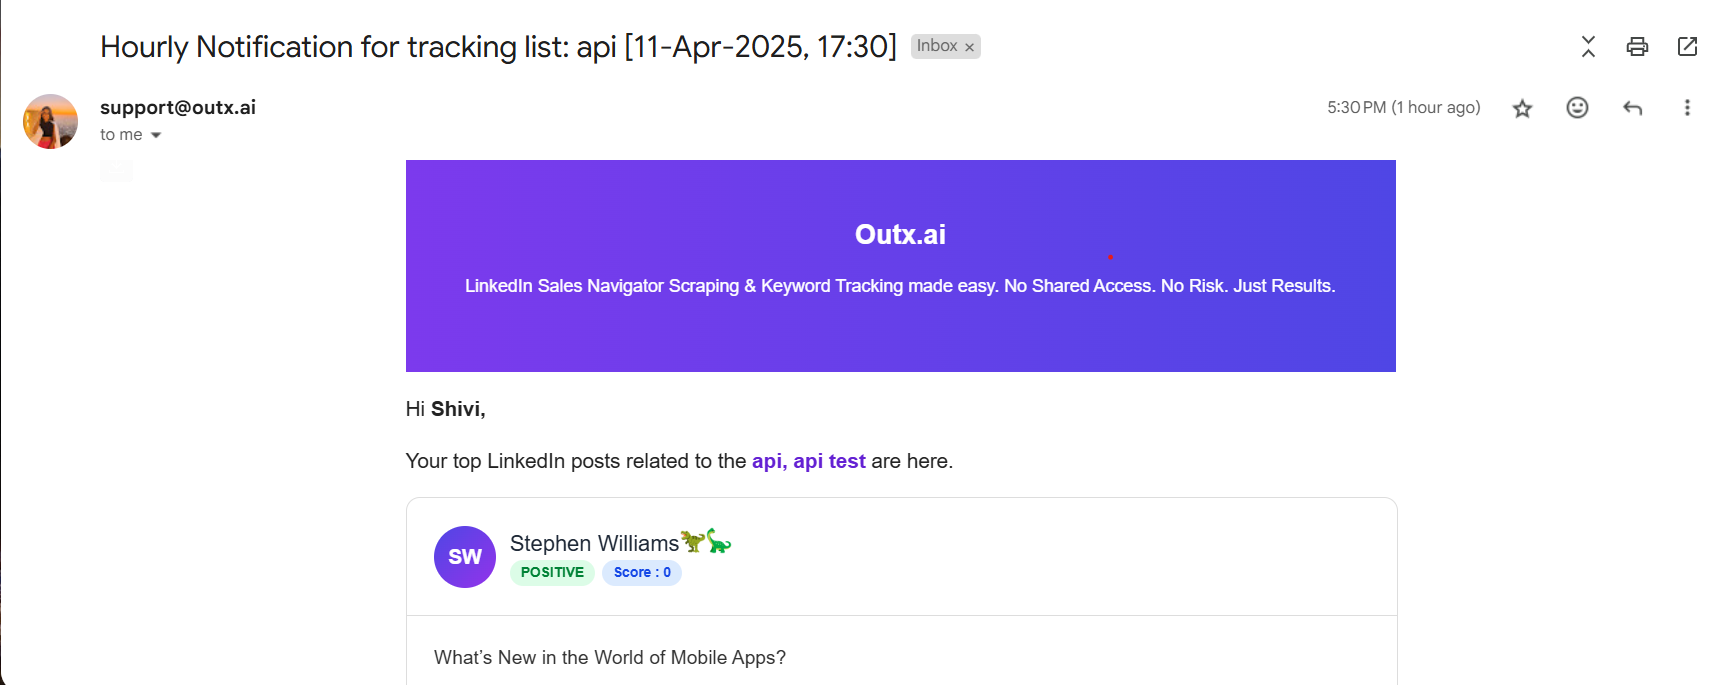 Hourly Notification for tracking list: api [11-Apr-2025, 17:30] Inbox ×
support@outx.ai 5:30 PM (1 hour ago)
to me
Outx.ai
LinkedIn Sales Navigator Scraping & Keyword Tracking made easy. No Shared Access. No Risk. Just Results.
Hi Shivi,
Your top LinkedIn posts related to the api, api test are here.
SW Stephen Williams🦖🦕
POSITIVE Score : 0
What’s New in the World of Mobile Apps?